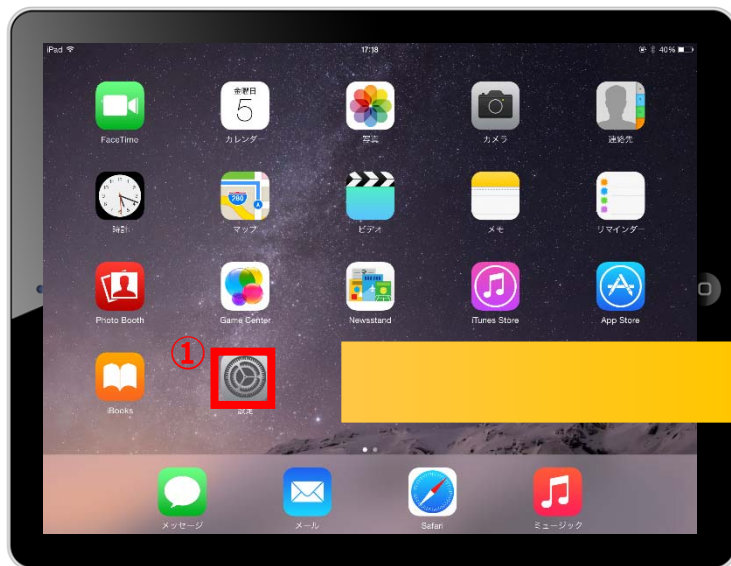 iPad 17:18 40%
金曜日
5
FaceTime カレンダー 写真 カメラ 連絡先
280
時計 マップ ビデオ メモ リマインダー
Photo Booth Game Center Newsstand iTunes Store App Store
①
iBooks 設定
メッセージ メール Safari ミュージック